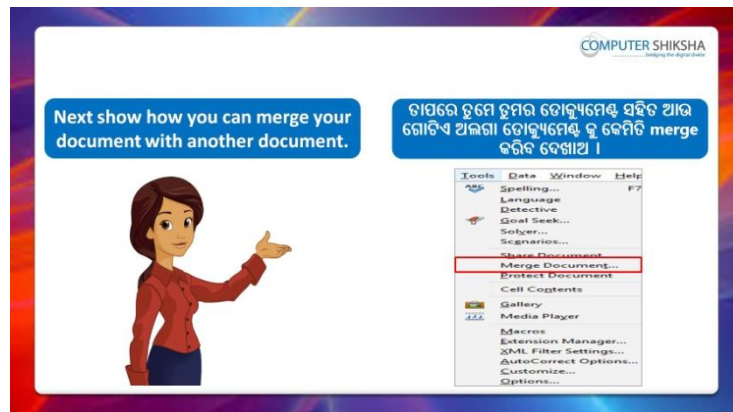 COMPUTER SHIKSHA
bridging the digital divide
Next show how you can merge your
document with another document.
ତାପରେ ତୁମେ ତୁମର ଡୋକ୍ୟୁମେଣ୍ଟ ସହିତ ଆଉ
ଗୋଟିଏ ଅଲଗା ଡୋକ୍ୟୁମେଣ୍ଟ କୁ କେମିତି merge
କରିବ ଦେଖାଅ ।
Tools Data Window Help
ABC Spelling... F7
Language
Detective
Goal Seek...
Solver...
Scenarios...
Share Document
Merge Document...
Protect Document
Cell Contents
Gallery
Media Player
Macros
Extension Manager...
XML Filter Settings...
AutoCorrect Options...
Customize...
Options...